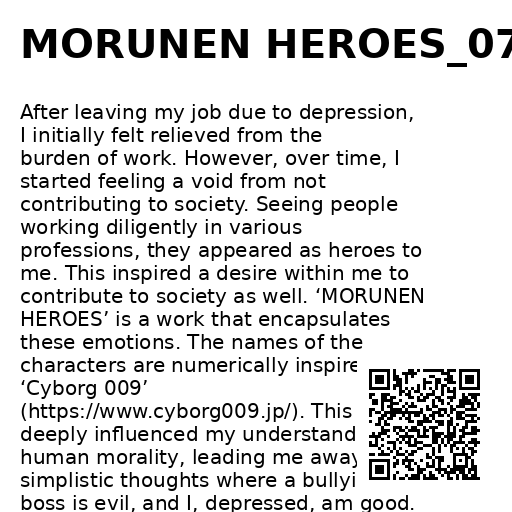 MORUNEN HEROES_07
After leaving my job due to depression,
I initially felt relieved from the
burden of work. However, over time, I
started feeling a void from not
contributing to society. Seeing people
working diligently in various
professions, they appeared as heroes to
me. This inspired a desire within me to
contribute to society as well. ‘MORUNEN
HEROES’ is a work that encapsulates
these emotions. The names of the
characters are numerically inspire
‘Cyborg 009’
(https://www.cyborg009.jp/). This
deeply influenced my understand
human morality, leading me away
simplistic thoughts where a bullyi
boss is evil, and I, depressed, am good.